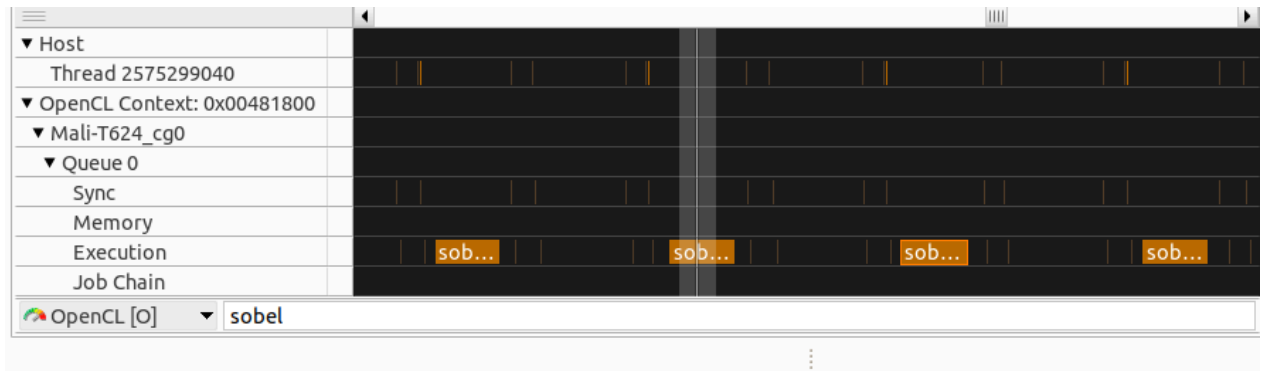 Host
Thread 2575299040
OpenCL Context: 0x00481800
Mali-T624_cg0
Queue 0
Sync
Memory
Execution sob... sob... sob... sob...
Job Chain
OpenCL [O] sobel